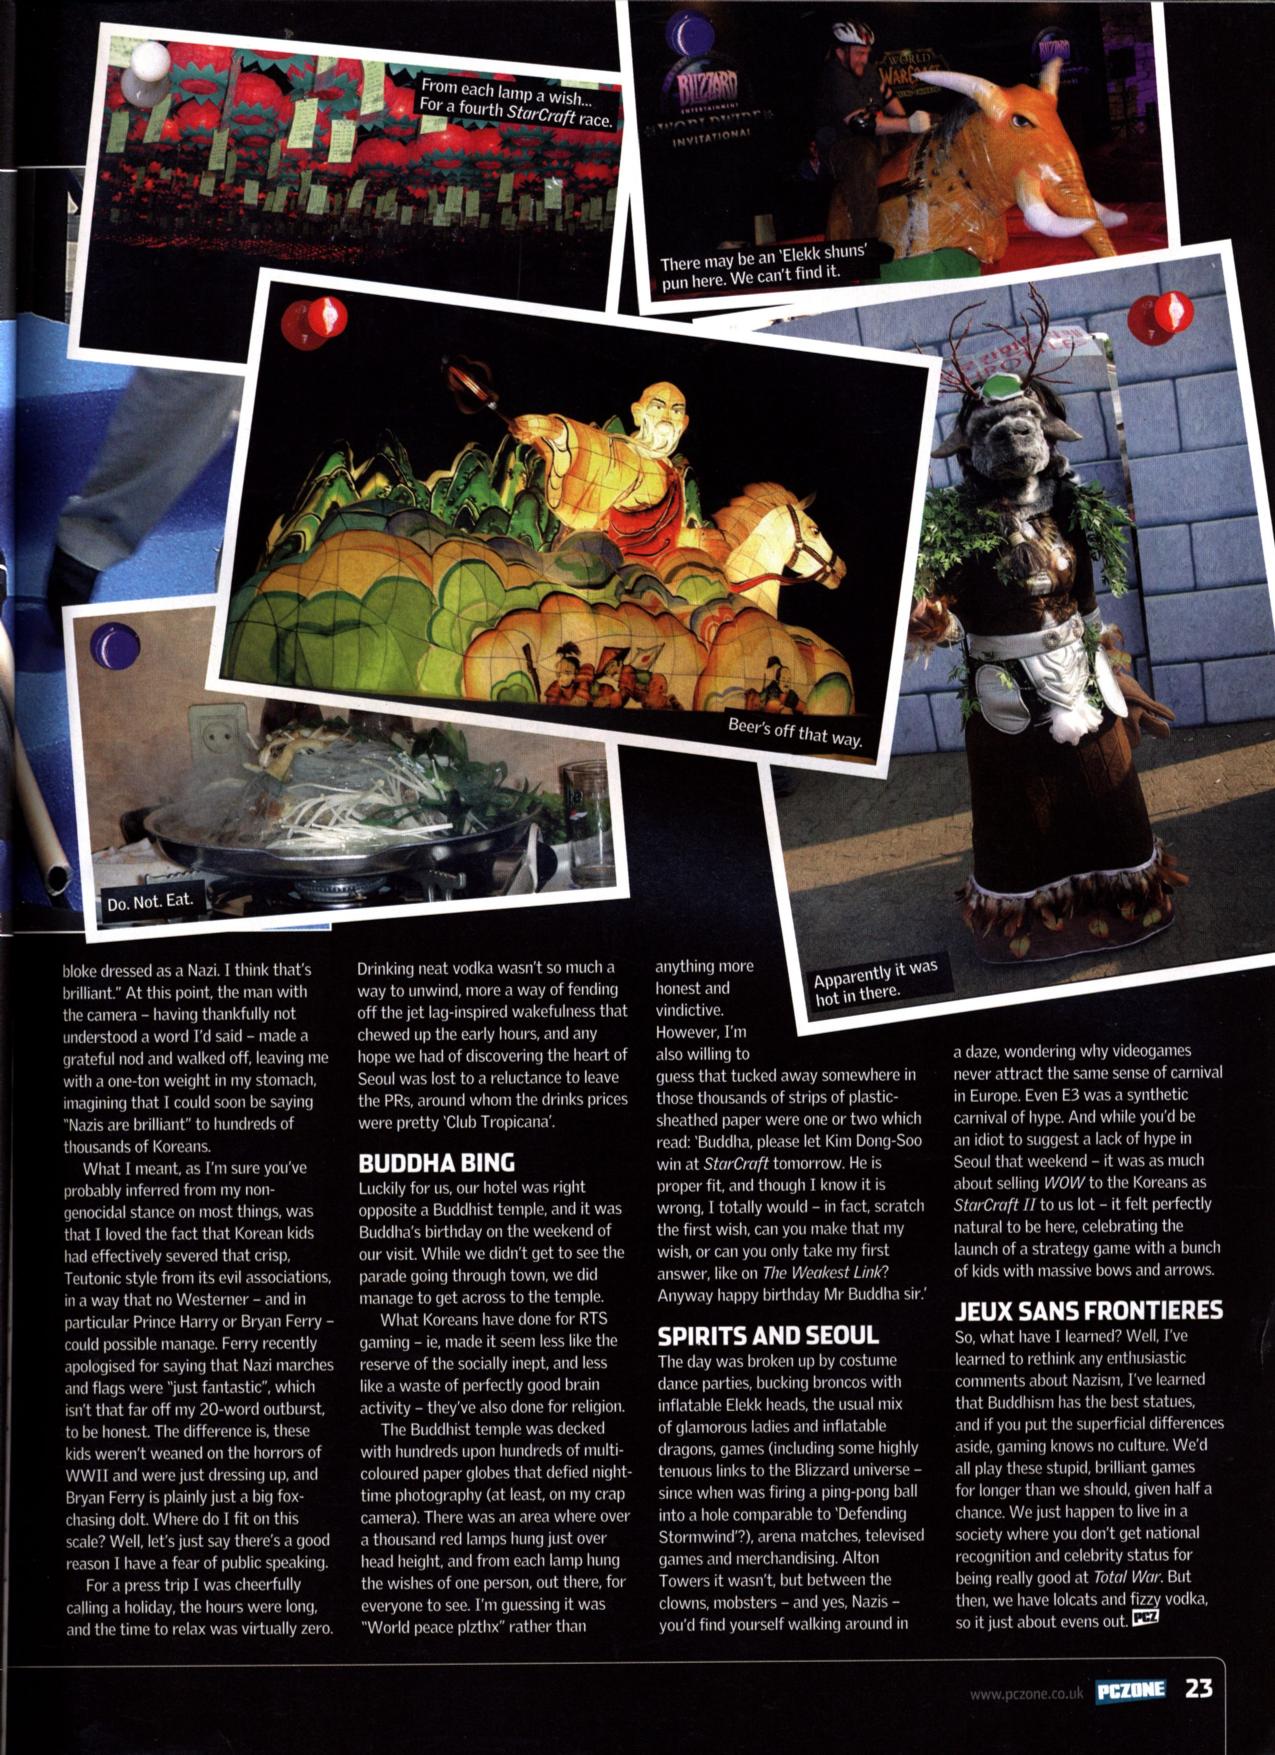 From each lamp a wish...
For a fourth StarCraft race.
BLIZZARD
ENTERTAINMENT
WORLDWIDE
INVITATIONAL
WORLD
WARCRAFT
BLIZZARD
There may be an 'Elekk shuns'
pun here. We can't find it.
Beer's off that way.
Do. Not. Eat.
Apparently it was
hot in there.
bloke dressed as a Nazi. I think that's
brilliant." At this point, the man with
the camera – having thankfully not
understood a word I'd said – made a
grateful nod and walked off, leaving me
with a one-ton weight in my stomach,
imagining that I could soon be saying
"Nazis are brilliant" to hundreds of
thousands of Koreans.
What I meant, as I'm sure you've
probably inferred from my non-
genocidal stance on most things, was
that I loved the fact that Korean kids
had effectively severed that crisp,
Teutonic style from its evil associations,
in a way that no Westerner – and in
particular Prince Harry or Bryan Ferry –
could possible manage. Ferry recently
apologised for saying that Nazi marches
and flags were "just fantastic", which
isn't that far off my 20-word outburst,
to be honest. The difference is, these
kids weren't weaned on the horrors of
WWII and were just dressing up, and
Bryan Ferry is plainly just a big fox-
chasing dolt. Where do I fit on this
scale? Well, let's just say there's a good
reason I have a fear of public speaking.
For a press trip I was cheerfully
calling a holiday, the hours were long,
and the time to relax was virtually zero.
Drinking neat vodka wasn't so much a
way to unwind, more a way of fending
off the jet lag-inspired wakefulness that
chewed up the early hours, and any
hope we had of discovering the heart of
Seoul was lost to a reluctance to leave
the PRs, around whom the drinks prices
were pretty 'Club Tropicana'.
BUDDHA BING
Luckily for us, our hotel was right
opposite a Buddhist temple, and it was
Buddha's birthday on the weekend of
our visit. While we didn't get to see the
parade going through town, we did
manage to get across to the temple.
What Koreans have done for RTS
gaming – ie, made it seem less like the
reserve of the socially inept, and less
like a waste of perfectly good brain
activity – they've also done for religion.
The Buddhist temple was decked
with hundreds upon hundreds of multi-
coloured paper globes that defied night-
time photography (at least, on my crap
camera). There was an area where over
a thousand red lamps hung just over
head height, and from each lamp hung
the wishes of one person, out there, for
everyone to see. I'm guessing it was
"World peace plzthx" rather than
anything more
honest and
vindictive.
However, I'm
also willing to
guess that tucked away somewhere in
those thousands of strips of plastic-
sheathed paper were one or two which
read: 'Buddha, please let Kim Dong-Soo
win at StarCraft tomorrow. He is
proper fit, and though I know it is
wrong, I totally would – in fact, scratch
the first wish, can you make that my
wish, or can you only take my first
answer, like on The Weakest Link?
Anyway happy birthday Mr Buddha sir.'
SPIRITS AND SEOUL
The day was broken up by costume
dance parties, bucking broncos with
inflatable Elekk heads, the usual mix
of glamorous ladies and inflatable
dragons, games (including some highly
tenuous links to the Blizzard universe –
since when was firing a ping-pong ball
into a hole comparable to 'Defending
Stormwind'?), arena matches, televised
games and merchandising. Alton
Towers it wasn't, but between the
clowns, mobsters – and yes, Nazis –
you'd find yourself walking around in
a daze, wondering why videogames
never attract the same sense of carnival
in Europe. Even E3 was a synthetic
carnival of hype. And while you'd be
an idiot to suggest a lack of hype in
Seoul that weekend – it was as much
about selling WOW to the Koreans as
StarCraft II to us lot – it felt perfectly
natural to be here, celebrating the
launch of a strategy game with a bunch
of kids with massive bows and arrows.
JEUX SANS FRONTIERES
So, what have I learned? Well, I've
learned to rethink any enthusiastic
comments about Nazism, I've learned
that Buddhism has the best statues,
and if you put the superficial differences
aside, gaming knows no culture. We'd
all play these stupid, brilliant games
for longer than we should, given half a
chance. We just happen to live in a
society where you don't get national
recognition and celebrity status for
being really good at Total War. But
then, we have lolcats and fizzy vodka,
so it just about evens out. PCZ
www.pczone.co.uk PCZONE 23